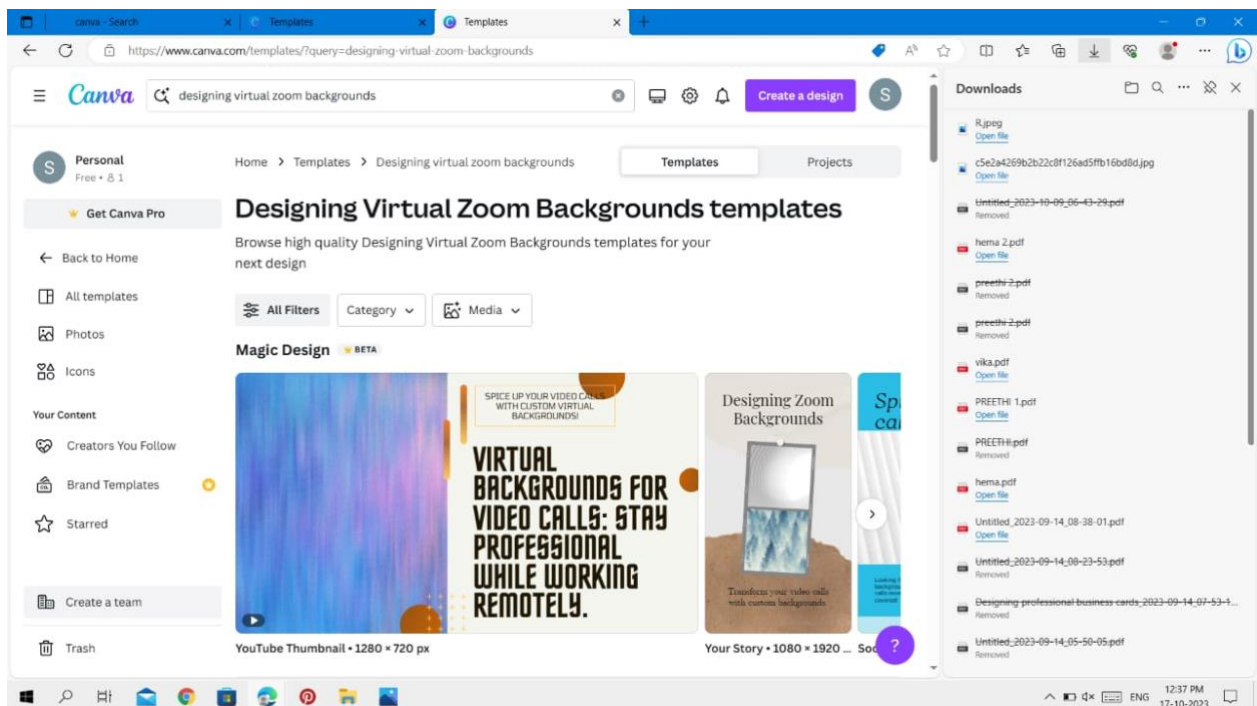 canva - Search
Templates
Templates
https://www.canva.com/templates/?query=designing-virtual-zoom-backgrounds
Canva
designing virtual zoom backgrounds
Create a design
S
S
Personal
Free • 1
Get Canva Pro
Back to Home
All templates
Photos
Icons
Your Content
Creators You Follow
Brand Templates
Starred
Create a team
Trash
Home > Templates > Designing virtual zoom backgrounds
Templates
Projects
Designing Virtual Zoom Backgrounds templates
Browse high quality Designing Virtual Zoom Backgrounds templates for your
next design
All Filters
Category
Media
Magic Design
BETA
SPICE UP YOUR VIDEO CALLS
WITH CUSTOM VIRTUAL
BACKGROUNDS!
VIRTUAL
BACKGROUNDS FOR
VIDEO CALLS: STAY
PROFESSIONAL
WHILE WORKING
REMOTELY.
YouTube Thumbnail • 1280 × 720 px
Designing Zoom
Backgrounds
Transform your video calls
with custom backgrounds
Your Story • 1080 × 1920 ...
Sp
cal
Soc
?
Downloads
R.jpeg
Open file
c5e2a4269b2b22c8f126ad5ffb16bd8d.jpg
Open file
Untitled_2023-10-09_06-43-29.pdf
Removed
hema 2.pdf
Open file
preethi 2.pdf
Removed
preethi 2.pdf
Removed
vika.pdf
Open file
PREETHI 1.pdf
Open file
PREETHI.pdf
Removed
hema.pdf
Open file
Untitled_2023-09-14_08-38-01.pdf
Open file
Untitled_2023-09-14_08-23-53.pdf
Removed
Designing professional business cards_2023-09-14_07-53-1...
Removed
Untitled_2023-09-14_05-50-05.pdf
Removed
ENG
12:37 PM
17-10-2023